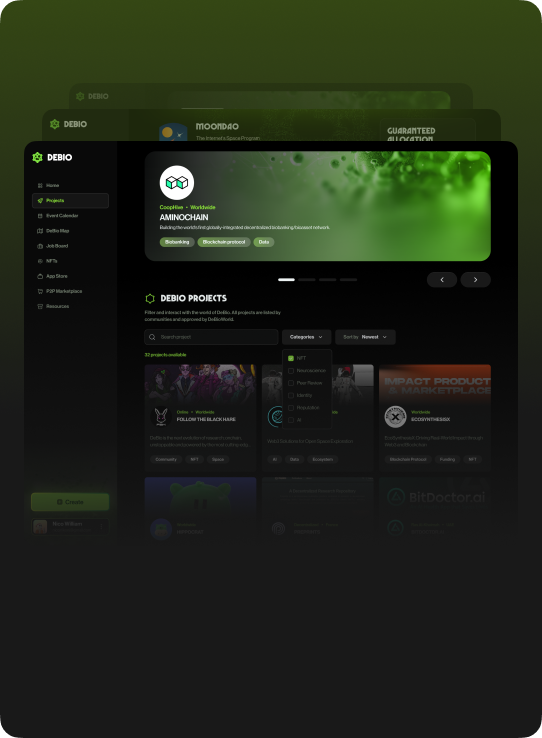 DEBIO
DEBIO
MOONDAO
The Internet's Space Program
GUARANTEED
ALLOCATION
DEBIO
Home
Projects
Event Calendar
DeBio Map
Job Board
NFTs
App Store
P2P Marketplace
Resources
Create
CoopHive • Worldwide
AMINOCHAIN
Building the world's first globally-integrated decentralized biobanking focused network
Biobanking
Blockchain protocol
Data
DEBIO PROJECTS
Filter and interact with the world of DeBio. All projects are listed by
communities and approved by DeBioWorld.
Search project
Categories
Sort by Newest
32 projects available
NFT
Neuroscience
Peer Review
Identity
Reputation
AI
Online • Worldwide
FOLLOW THE BLACK HARE
Community
NFT
Space
Worldwide
AI
Data
Ecosystem
IMPACT PRODUCT
& MARKETPLACE
Worldwide
ECOSYNTHESISX
Blockchain Protocol
Funding
NFT
BitDoctor.ai